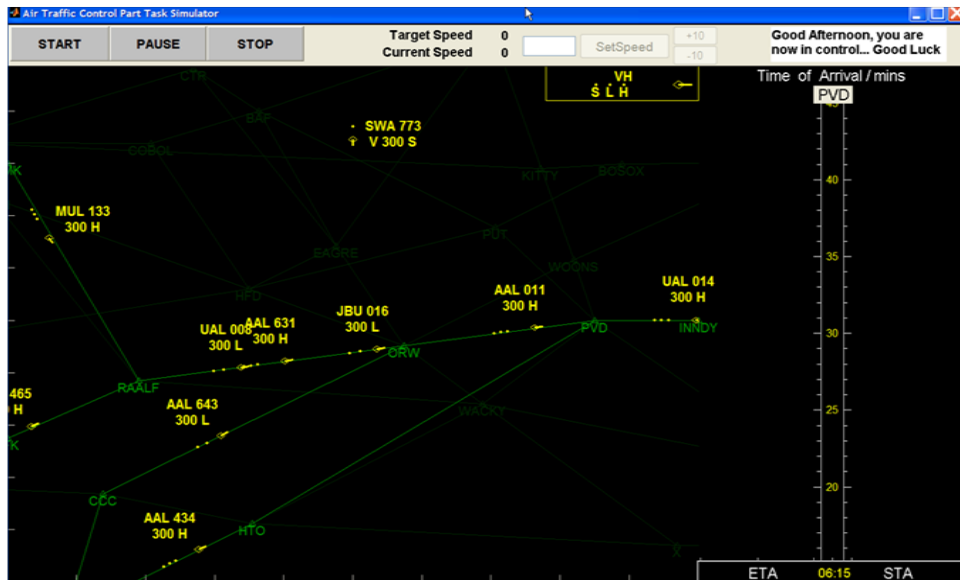 Air Traffic Control Part Task Simulator
START PAUSE STOP
Target Speed 0
Current Speed 0
SetSpeed
+10
-10
Good Afternoon, you are
now in control... Good Luck
VH
S L H
Time of Arrival / mins
PVD
45
40
35
30
25
20
CTR
BAF
SWA 773
V 300 S
COBOL
KITTY
BOSOX
MUL 133
300 H
PUT
EAGRE
WOONS
HFD
UAL 014
300 H
AAL 011
300 H
JBU 016
300 L
UAL 008
300 L
AAL 631
300 H
PVD
INNDY
ORW
RAALF
465
H
AAL 643
300 L
WACKY
K
CCC
AAL 434
300 H
HTO
X
ETA 06:15 STA